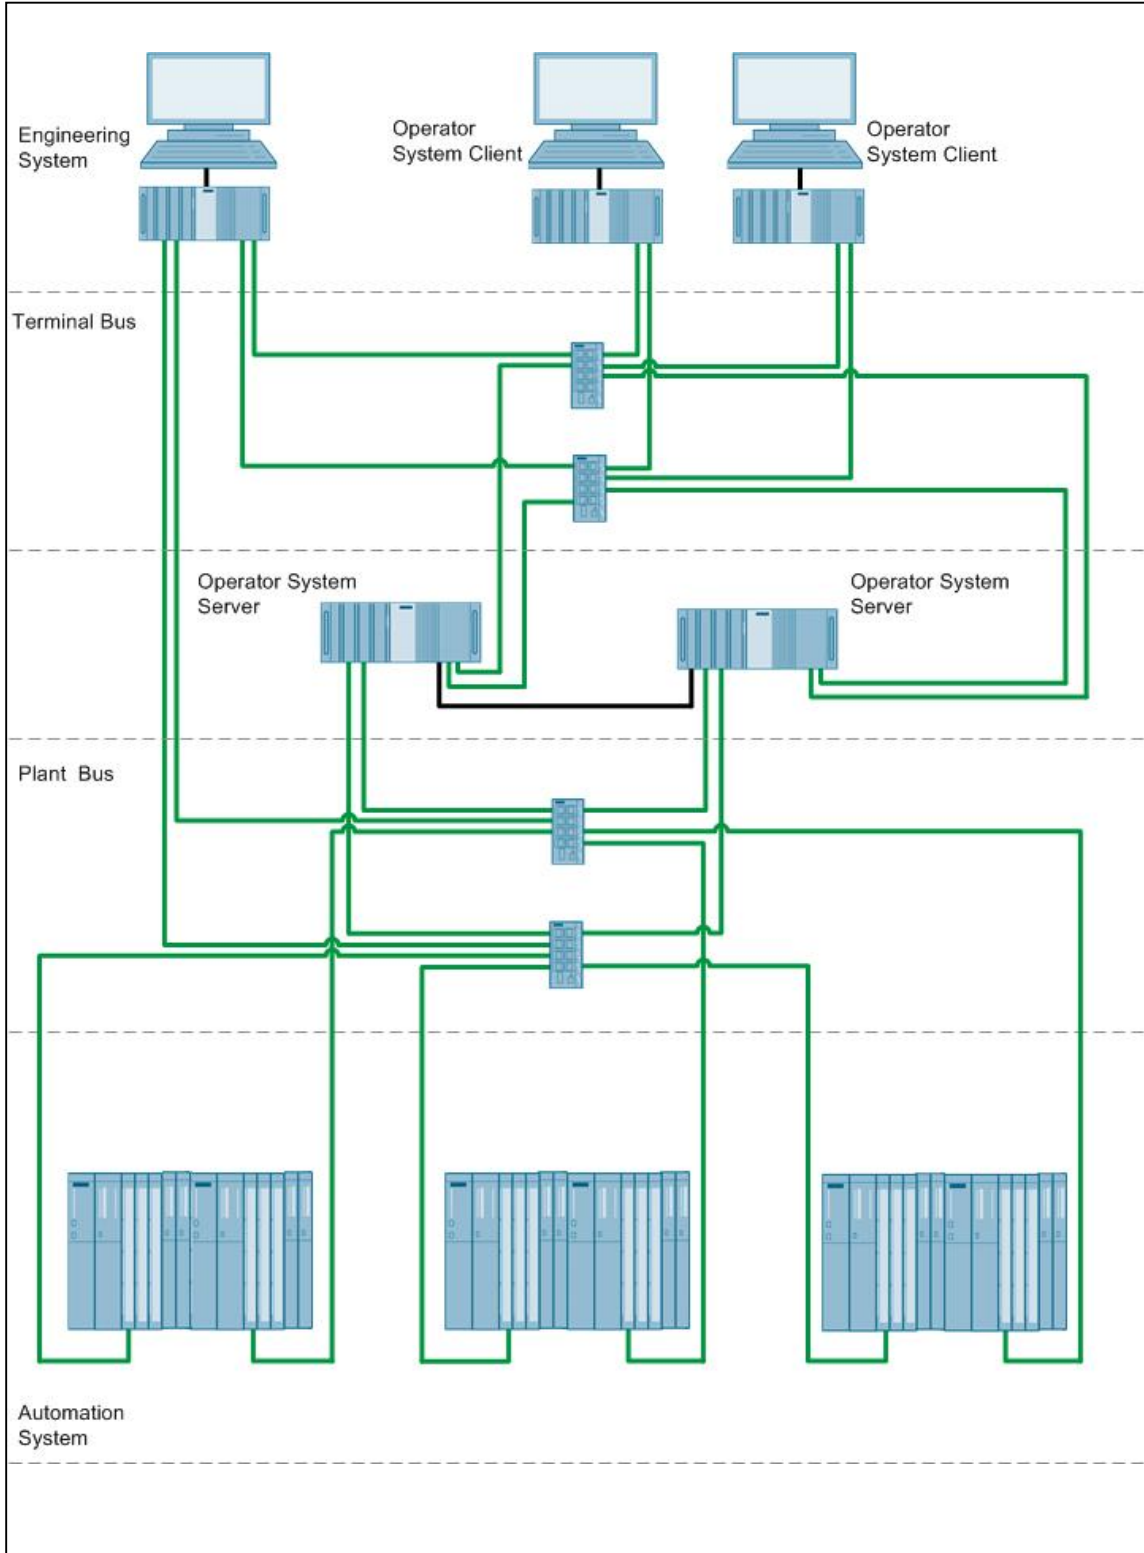 Engineering
System
Operator
System Client
Operator
System Client
Terminal Bus
Operator System
Server
Operator System
Server
Plant Bus
Automation
System